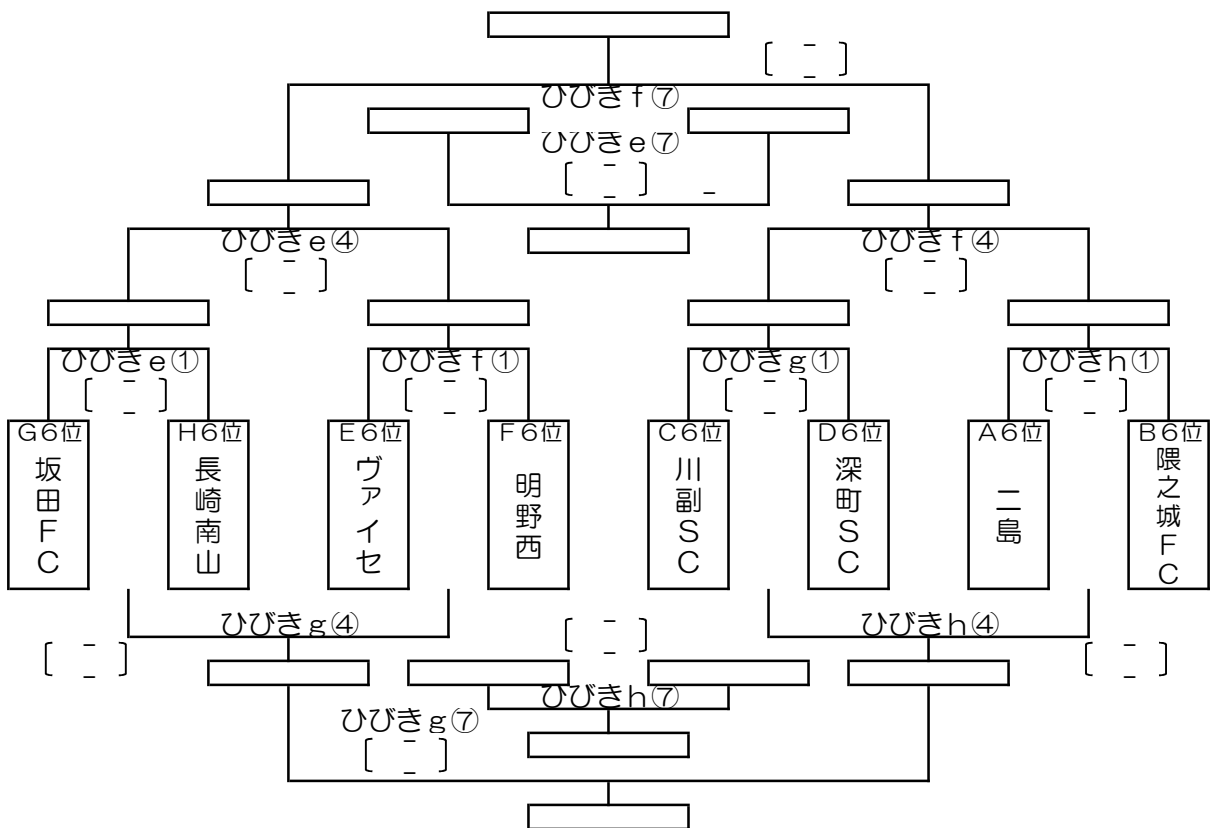 [ - - ]
ひびきｆ⑦
ひびきｅ⑦
[ - - ] -
ひびきｅ④
ひびきｆ④
[ - - ]
[ - - ]
ひびきｅ①
ひびきｆ①
ひびきｇ①
ひびきｈ①
[ - - ]
[ - - ]
[ - - ]
[ - - ]
Ｇ６位
坂田ＦＣ
Ｈ６位
長崎南山
Ｅ６位
ヴァイセ
Ｆ６位
明野西
Ｃ６位
川副ＳＣ
Ｄ６位
深町ＳＣ
Ａ６位
二島
Ｂ６位
隈之城ＦＣ
ひびきｇ④
[ - - ]
ひびきｈ④
[ - - ]
[ - - ]
ひびきｈ⑦
ひびきｇ⑦
[ - - ]